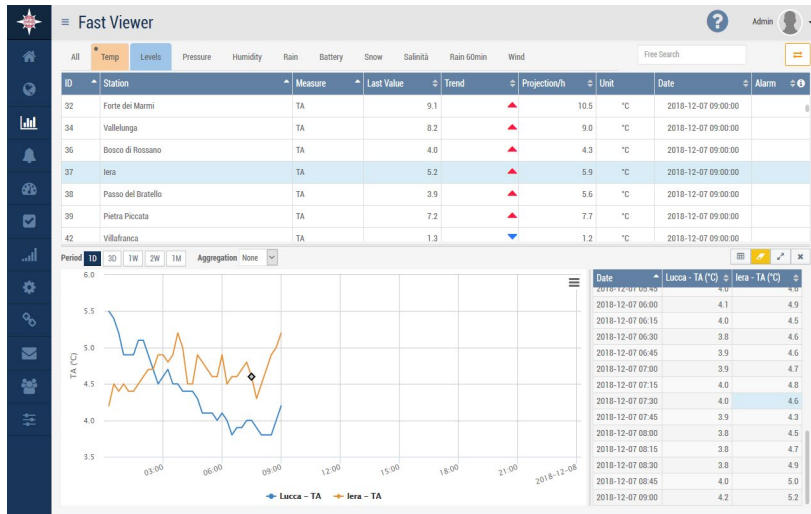 ≡ Fast Viewer ? Admin
All Temp Levels Pressure Humidity Rain Battery Snow Salinità Rain 60min Wind Free Search
ID Station Measure Last Value Trend Projection/h Unit Date Alarm
32 Forte dei Marmi TA 9.1 10.5 °C 2018-12-07 09:00:00
34 Vallelunga TA 8.2 9.0 °C 2018-12-07 09:00:00
36 Bosco di Rossano TA 4.0 4.3 °C 2018-12-07 09:00:00
37 Iera TA 5.2 5.9 °C 2018-12-07 09:00:00
38 Passo del Bratello TA 3.9 5.6 °C 2018-12-07 09:00:00
39 Pietra Piccata TA 7.2 7.7 °C 2018-12-07 09:00:00
42 Villafranca TA 1.3 1.2 °C 2018-12-07 09:00:00
Period 1D 3D 1W 2W 1M Aggregation None
Date Lucca - TA (°C) Iera - TA (°C)
2018-12-07 05:45 4.0 4.6
2018-12-07 06:00 4.1 4.9
2018-12-07 06:15 4.0 4.5
2018-12-07 06:30 3.8 4.6
2018-12-07 06:45 3.9 4.6
2018-12-07 07:00 3.9 4.7
2018-12-07 07:15 4.0 4.8
2018-12-07 07:30 4.0 4.6
2018-12-07 07:45 3.9 4.3
2018-12-07 08:00 3.8 4.5
2018-12-07 08:15 3.8 4.7
2018-12-07 08:30 3.8 4.9
2018-12-07 08:45 4.0 5.0
2018-12-07 09:00 4.2 5.2
6.0
5.5
5.0
4.5
4.0
3.5
TA (°C)
03:00 06:00 09:00 12:00 15:00 18:00 21:00 2018-12-08
Lucca - TA Iera - TA